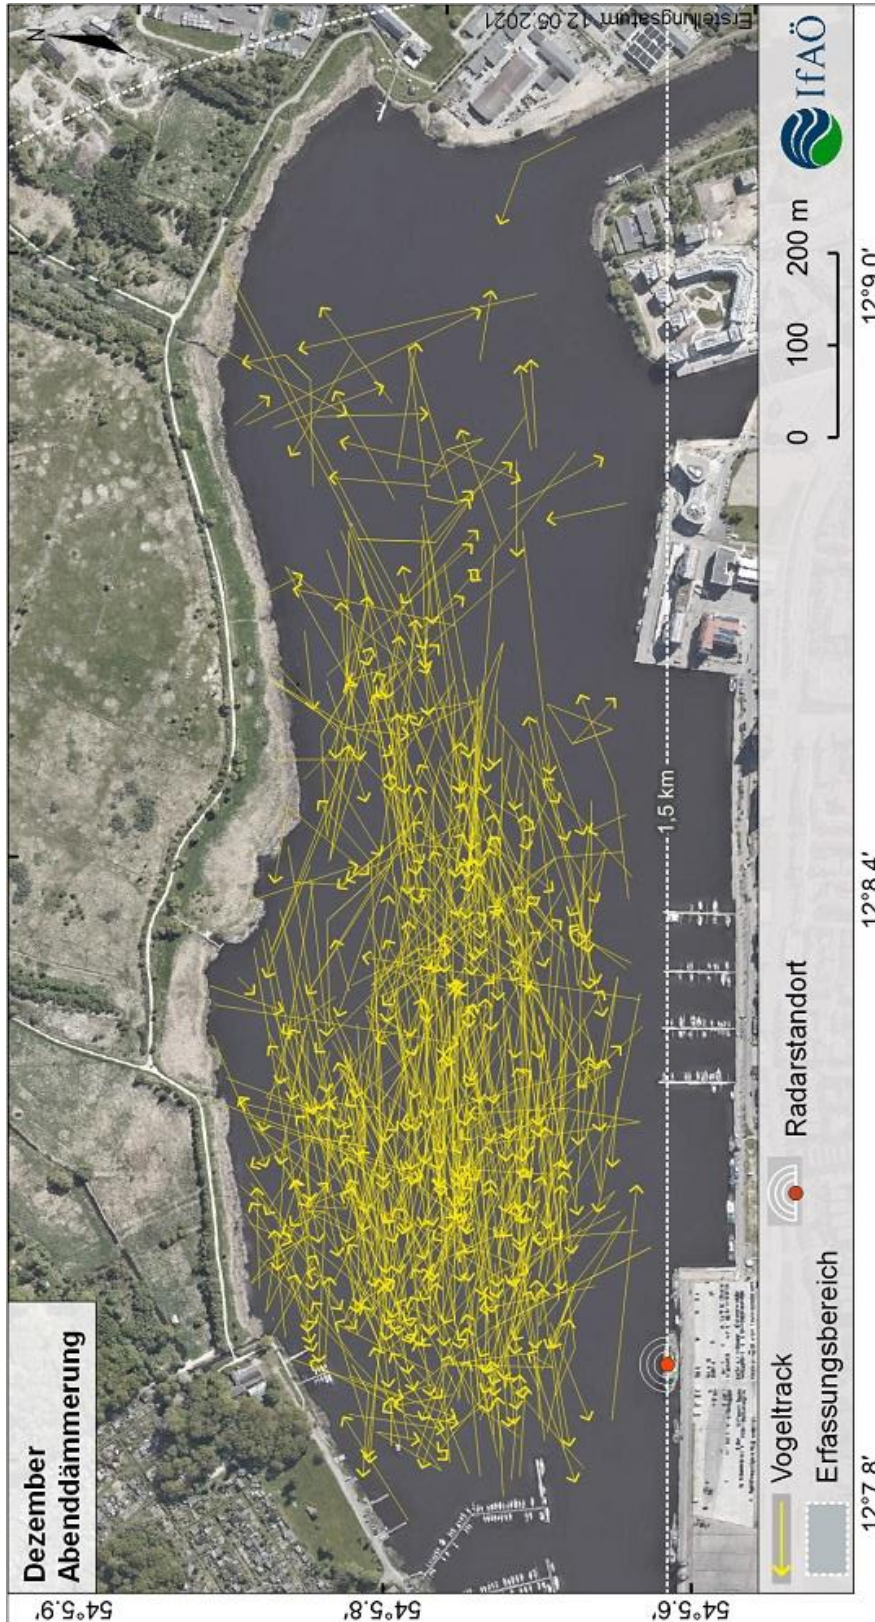 Dezember
Abenddämmerung
N
Erstellungsatum: 12.05.2021
1,5 km
54°5.9'
54°5.8'
54°5.6'
Vogeltrack
Radarstandort
Erfassungsbereich
0 100 200 m
IfAÖ
12°7.8'
12°8.4'
12°9.0'